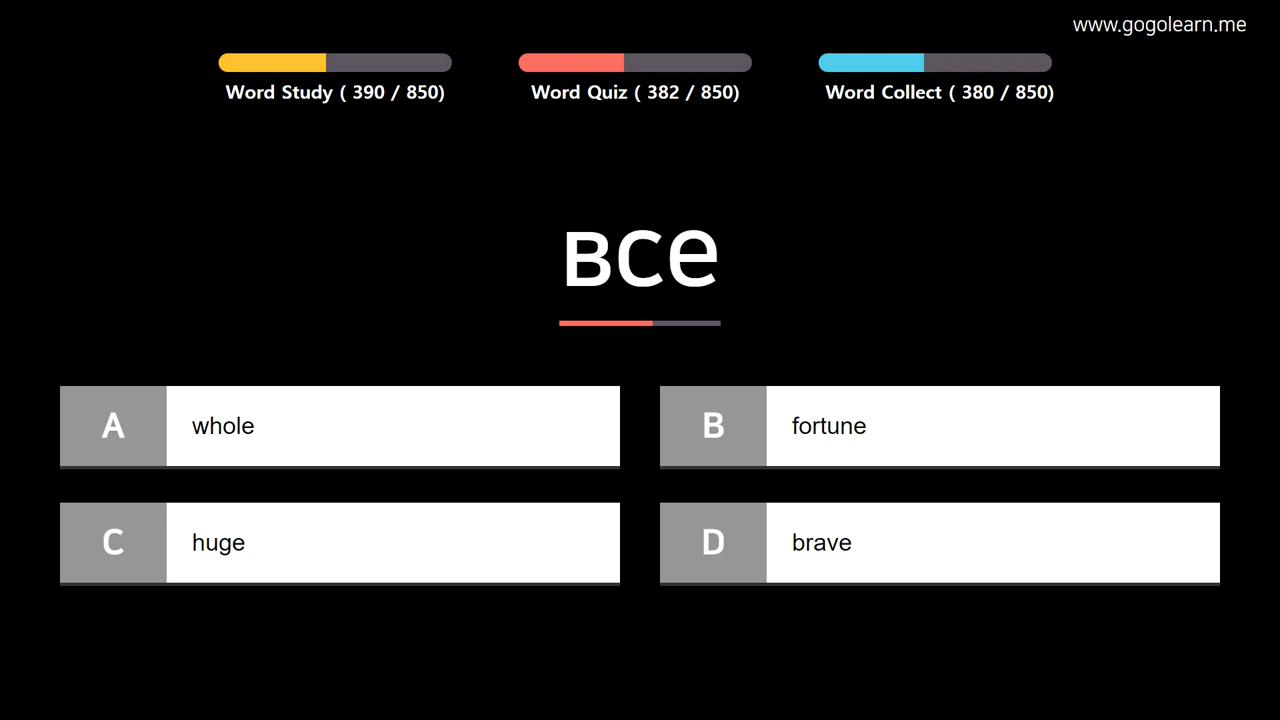 www.gogolearn.me
Word Study ( 390 / 850)
Word Quiz ( 382 / 850)
Word Collect ( 380 / 850)
все
A whole
B fortune
C huge
D brave